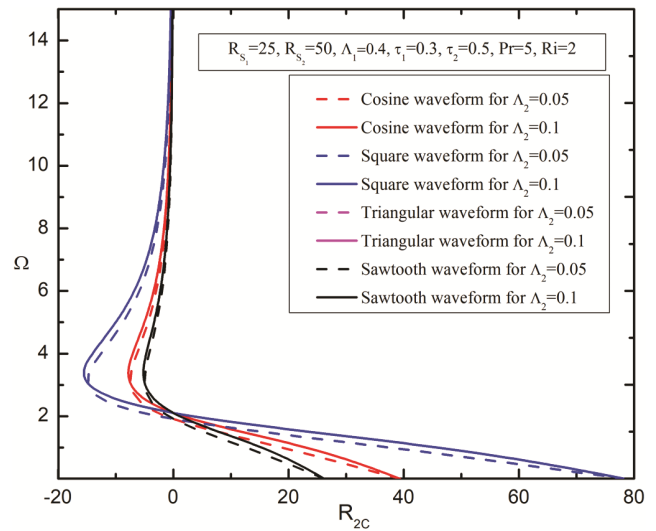 R_S₁=25, R_S₂=50, Λ₁=0.4, τ₁=0.3, τ₂=0.5, Pr=5, Ri=2
Cosine waveform for Λ₂=0.05
Cosine waveform for Λ₂=0.1
Square waveform for Λ₂=0.05
Square waveform for Λ₂=0.1
Triangular waveform for Λ₂=0.05
Triangular waveform for Λ₂=0.1
Sawtooth waveform for Λ₂=0.05
Sawtooth waveform for Λ₂=0.1
14
12
10
8
6
4
2
Ω
-20 0 20 40 60 80
R₂C